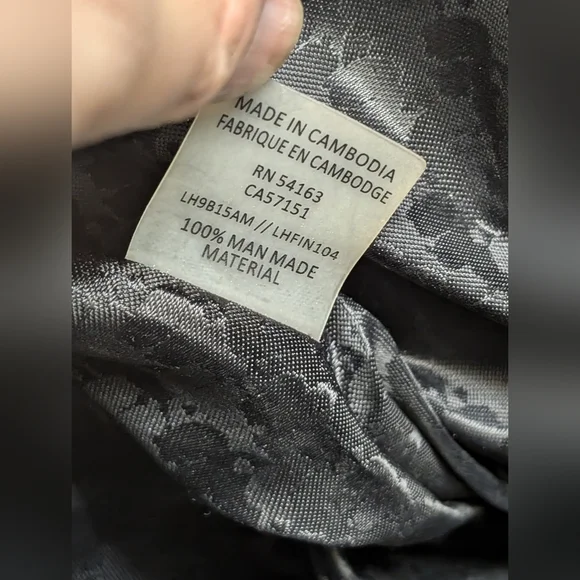 MADE IN CAMBODIA
FABRIQUE EN CAMBODGE
RN 54163
CA57151
LH9B15AM // LHFIN104
100% MAN MADE
MATERIAL